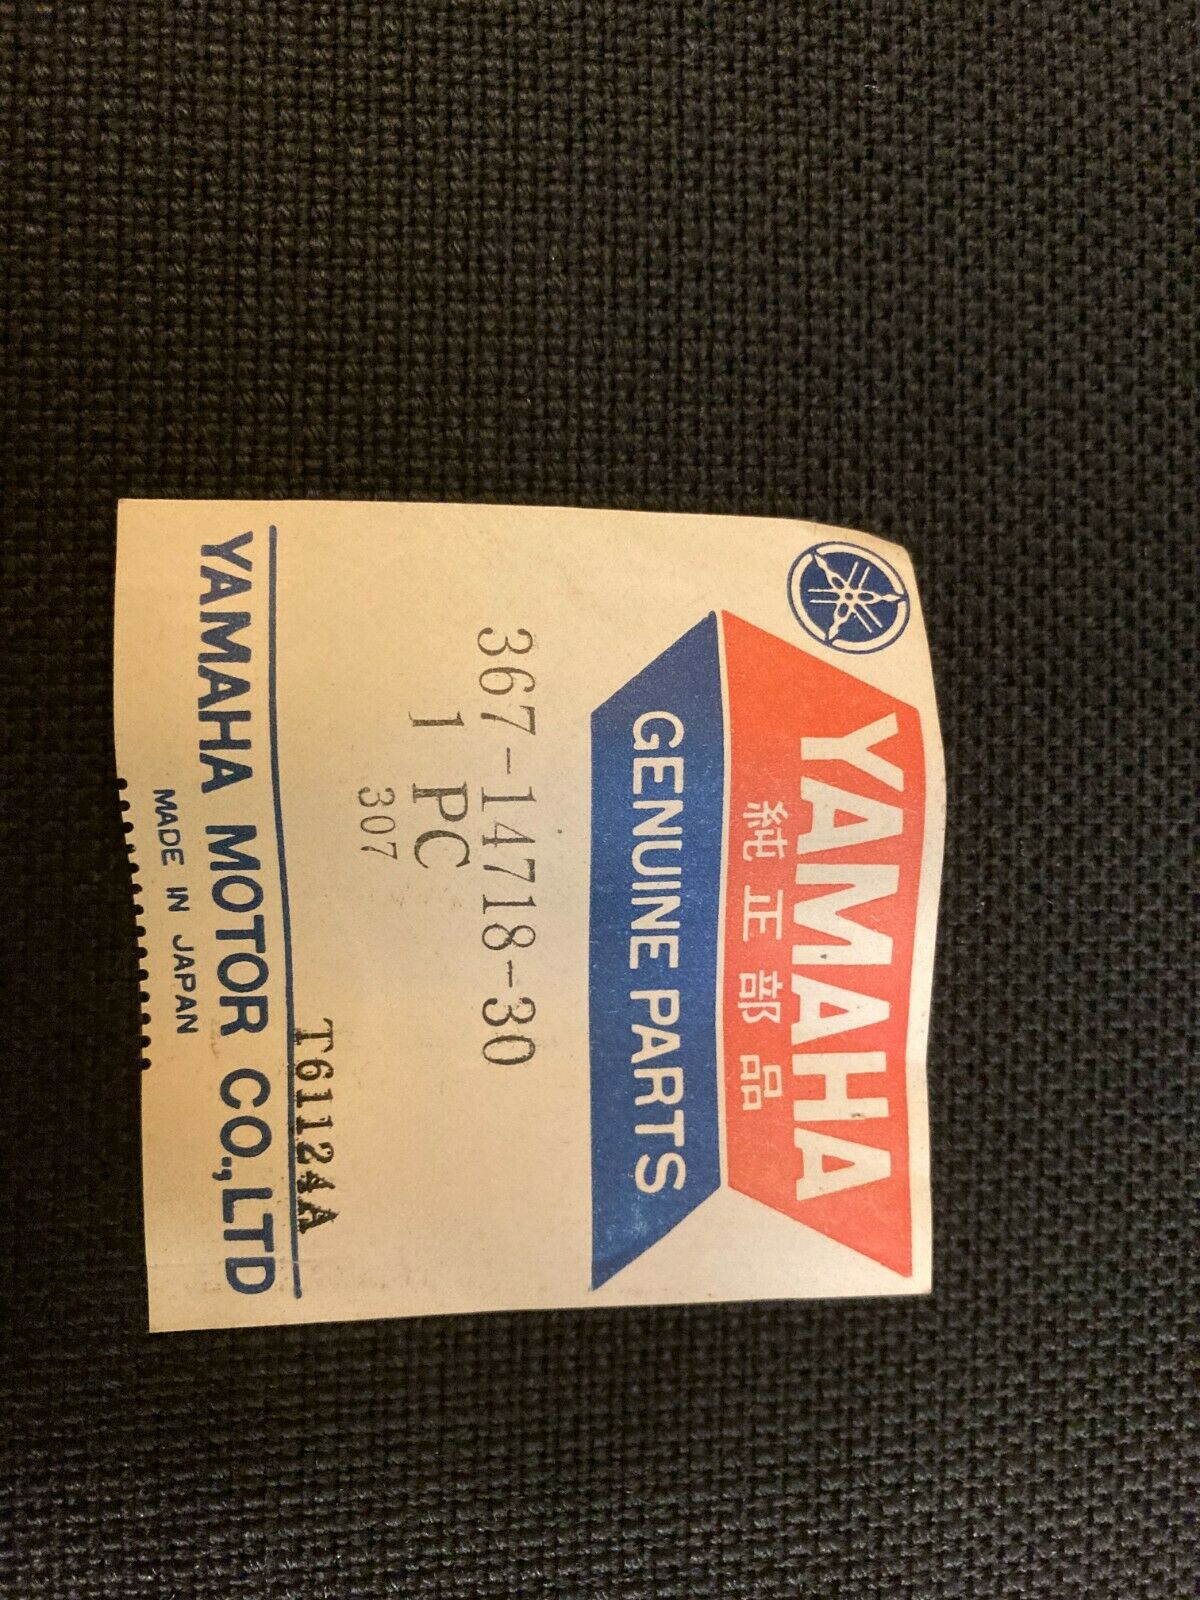 YAMAHA
純正部品
GENUINE PARTS
367-14718-30
1 PC
307
T61124A
YAMAHA MOTOR CO.,LTD
MADE IN JAPAN